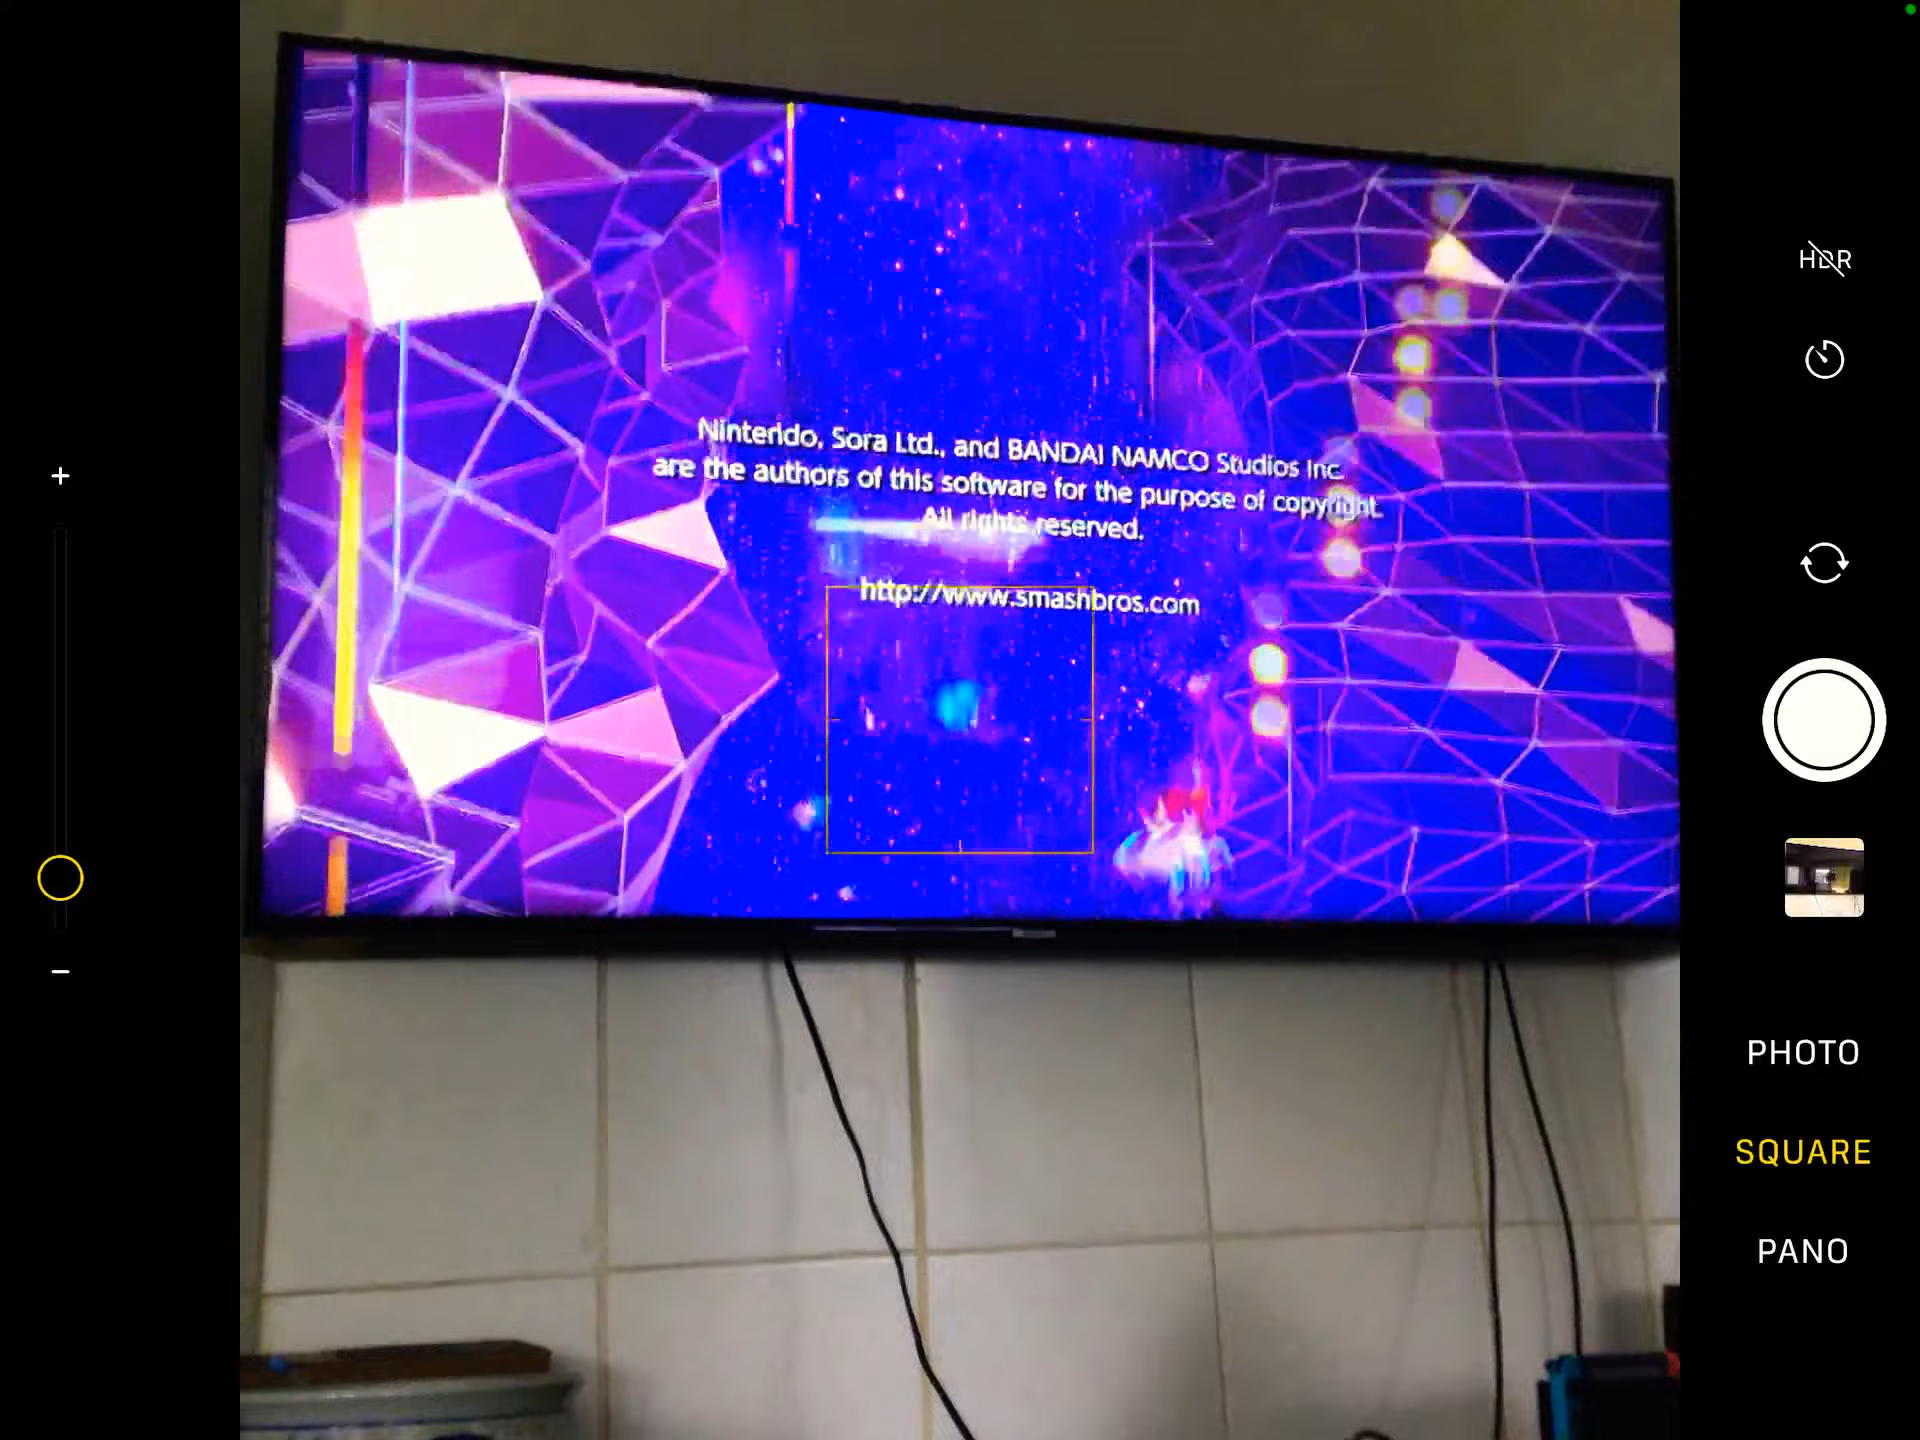 Nintendo, Sora Ltd., and BANDAI NAMCO Studios Inc.
are the authors of this software for the purpose of copyright.
All rights reserved.
http://www.smashbros.com
HDR
+
−
PHOTO
SQUARE
PANO